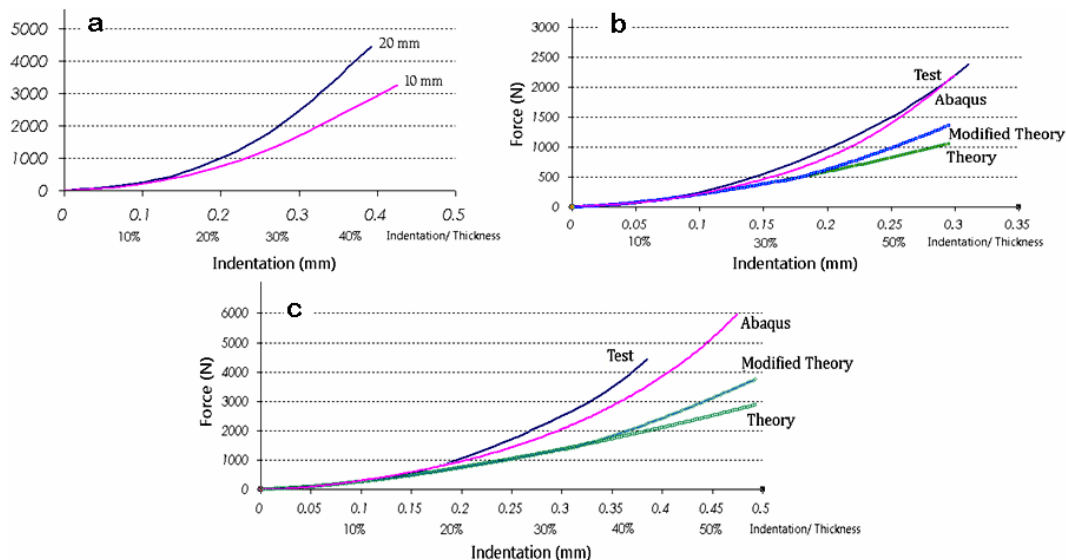 a
5000
4000
3000
2000
1000
0
20 mm
10 mm
0 0.1 0.2 0.3 0.4 0.5
10% 20% 30% 40% Indentation/ Thickness
Indentation (mm)
b
Force (N)
3000
2500
2000
1500
1000
500
0
Test
Abaqus
Modified Theory
Theory
0 0.05 0.1 0.15 0.2 0.25 0.3 0.35
10% 30% 50% Indentation/ Thickness
Indentation (mm)
c
Force (N)
6000
5000
4000
3000
2000
1000
0
Test
Abaqus
Modified Theory
Theory
0 0.05 0.1 0.15 0.2 0.25 0.3 0.35 0.4 0.45 0.5
10% 20% 30% 40% 50% Indentation/ Thickness
Indentation (mm)